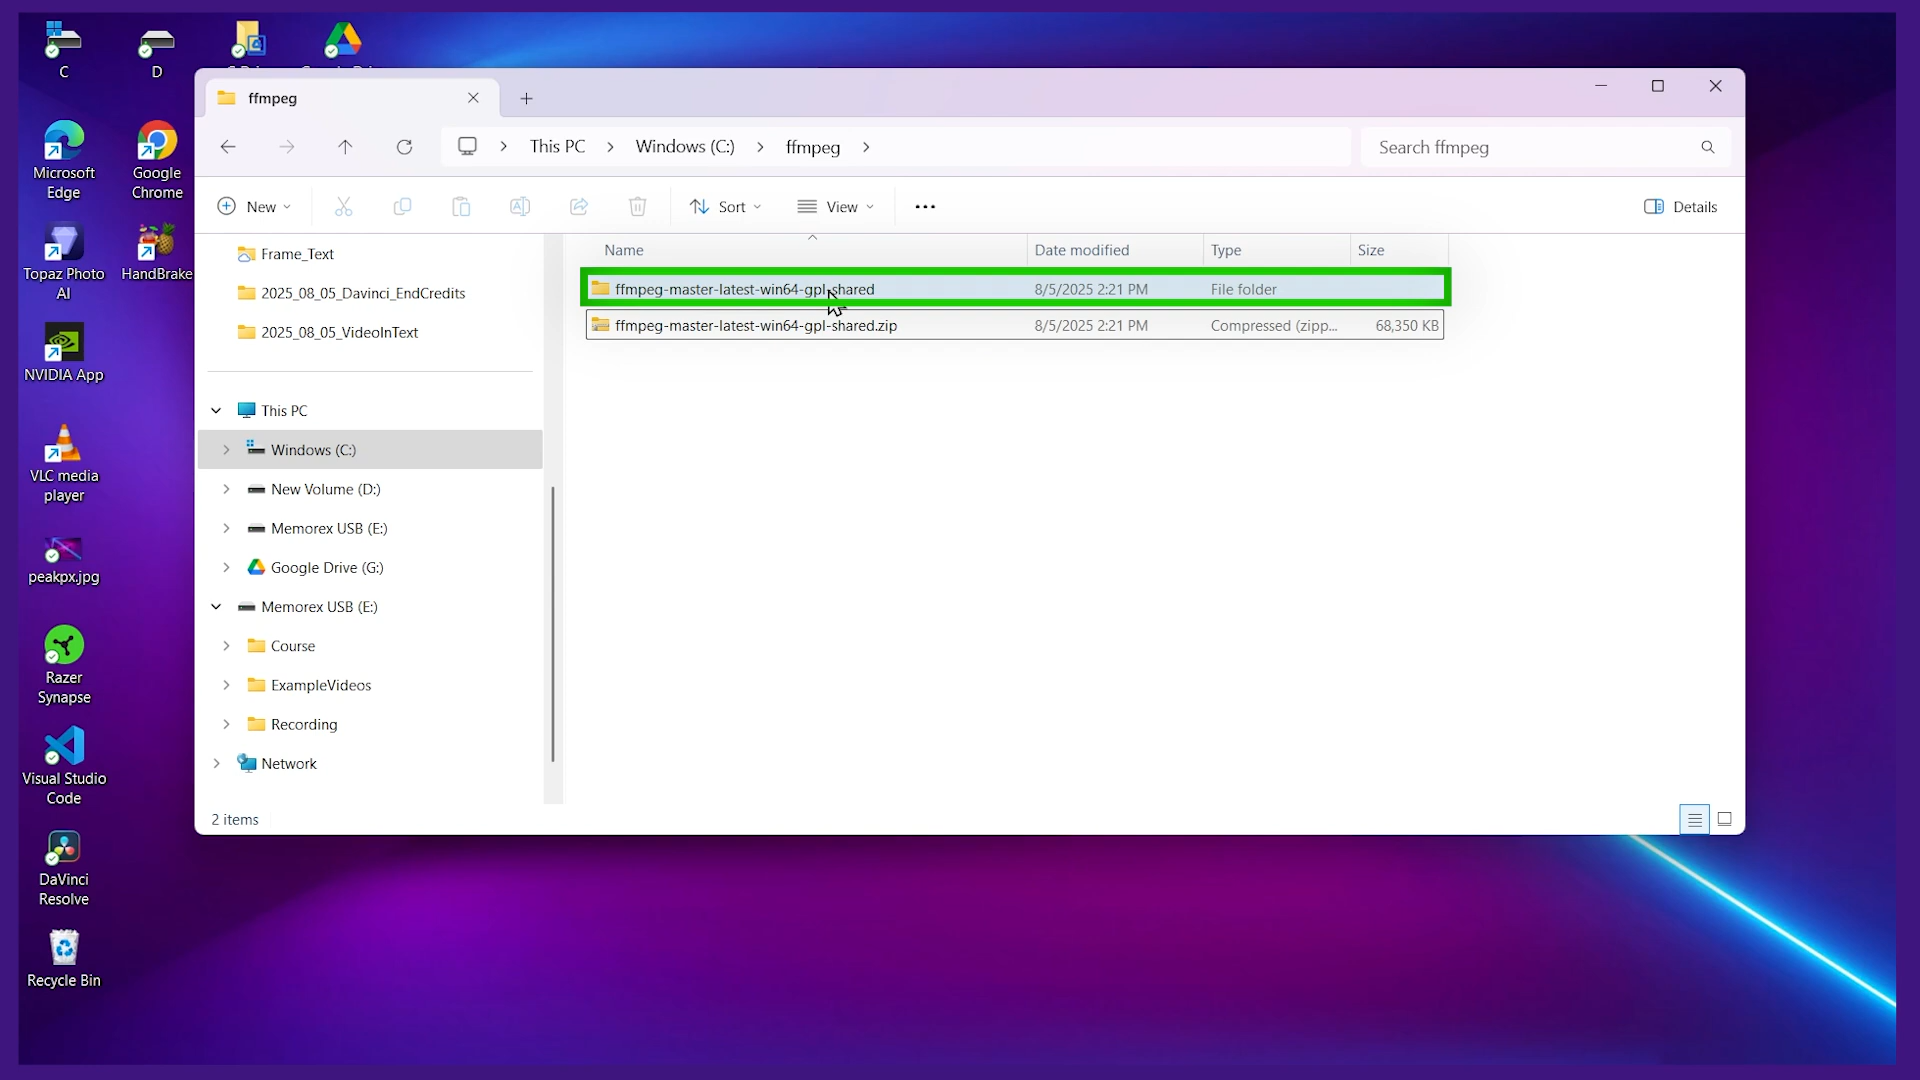 C
D
ffmpeg
This PC
Windows (C:)
ffmpeg
Search ffmpeg
New
Sort
View
Details
Microsoft
Edge
Google
Chrome
Topaz Photo
AI
HandBrake
NVIDIA App
VLC media
player
peakpx.jpg
Razer
Synapse
Visual Studio
Code
DaVinci
Resolve
Recycle Bin
Frame_Text
2025_08_05_Davinci_EndCredits
2025_08_05_VideoInText
This PC
Windows (C:)
New Volume (D:)
Memorex USB (E:)
Google Drive (G:)
Memorex USB (E:)
Course
ExampleVideos
Recording
Network
Name Date modified Type Size
ffmpeg-master-latest-win64-gpl-shared 8/5/2025 2:21 PM File folder
ffmpeg-master-latest-win64-gpl-shared.zip 8/5/2025 2:21 PM Compressed (zipp... 68,350 KB
2 items